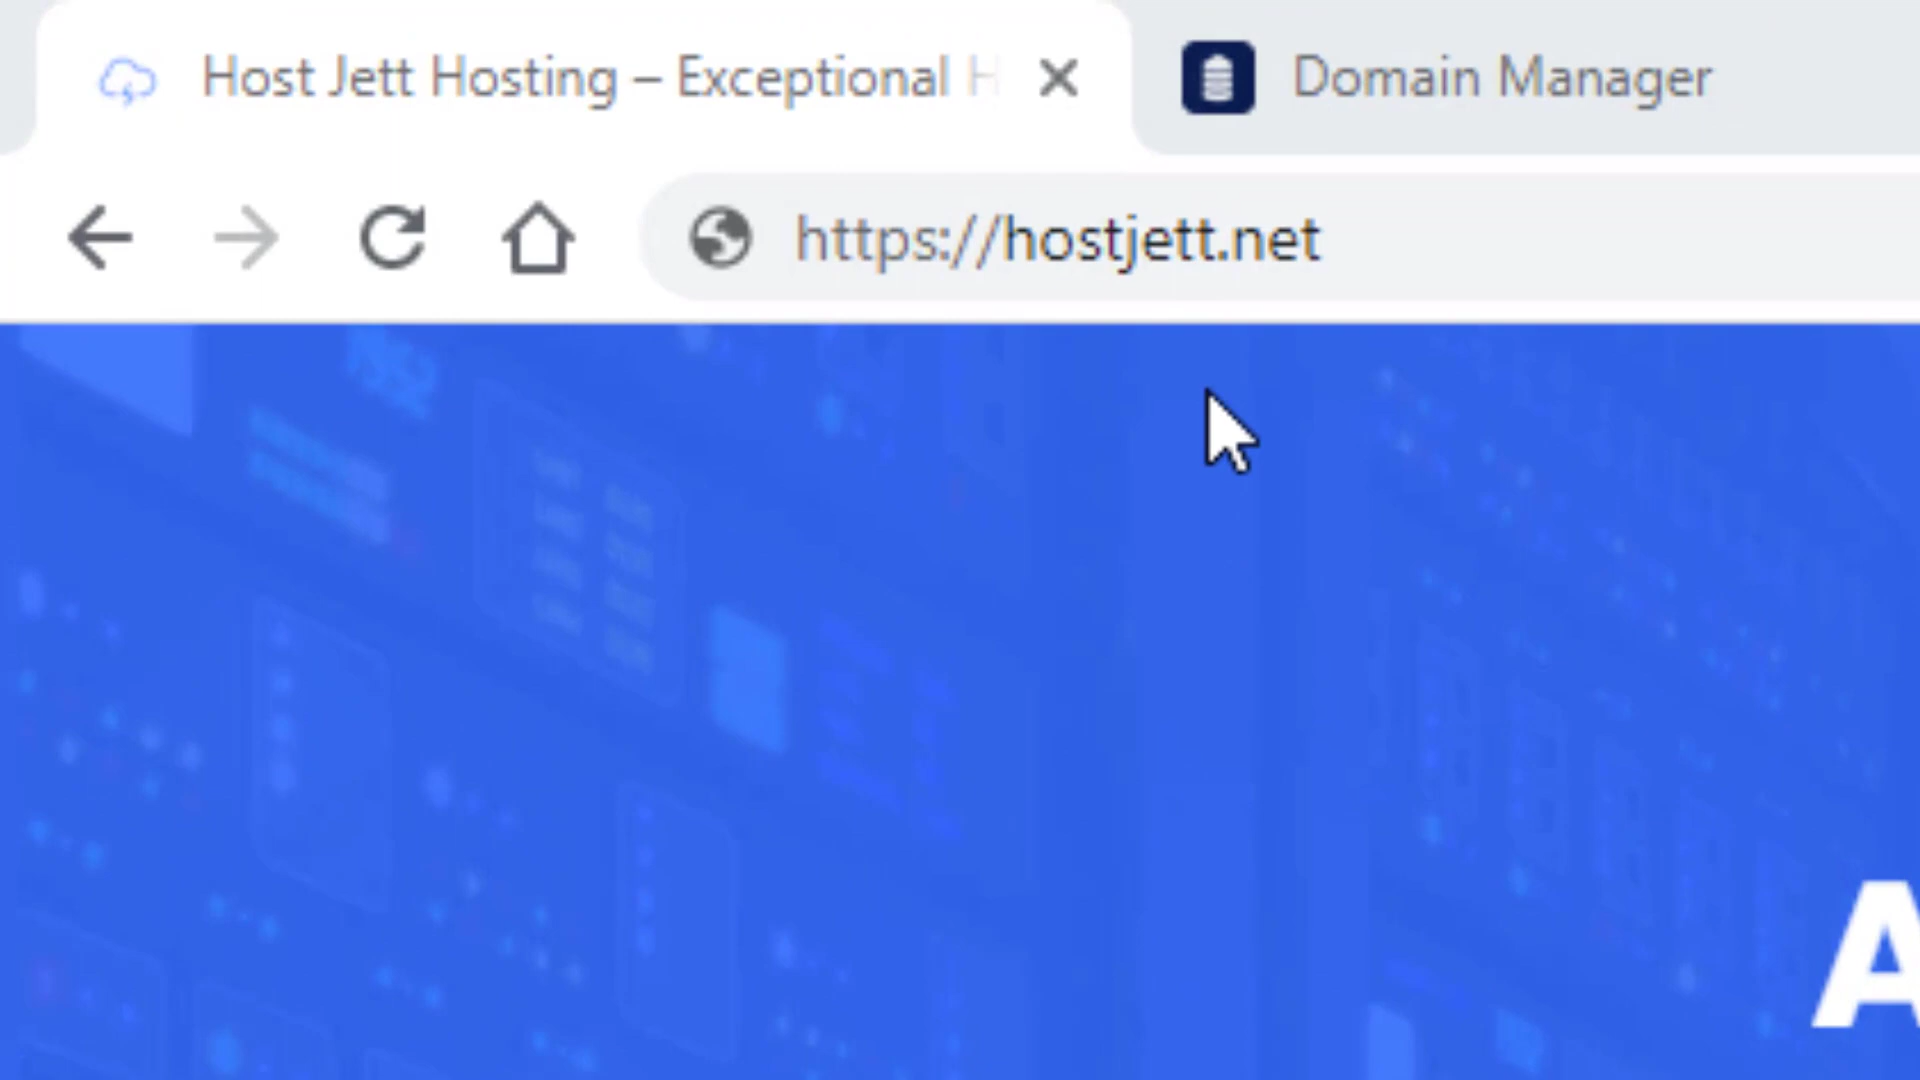 Host Jett Hosting – Exceptional H
Domain Manager
https://hostjett.net
A